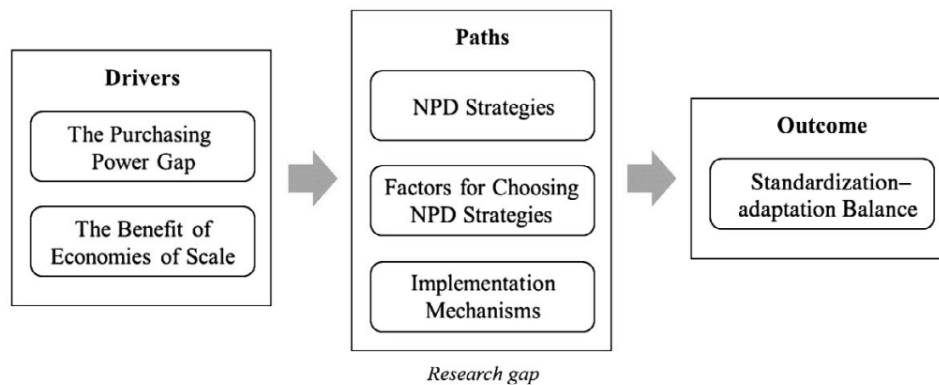 Drivers
The Purchasing
Power Gap
The Benefit of
Economies of Scale
Paths
NPD Strategies
Factors for Choosing
NPD Strategies
Implementation
Mechanisms
Research gap
Outcome
Standardization–
adaptation Balance